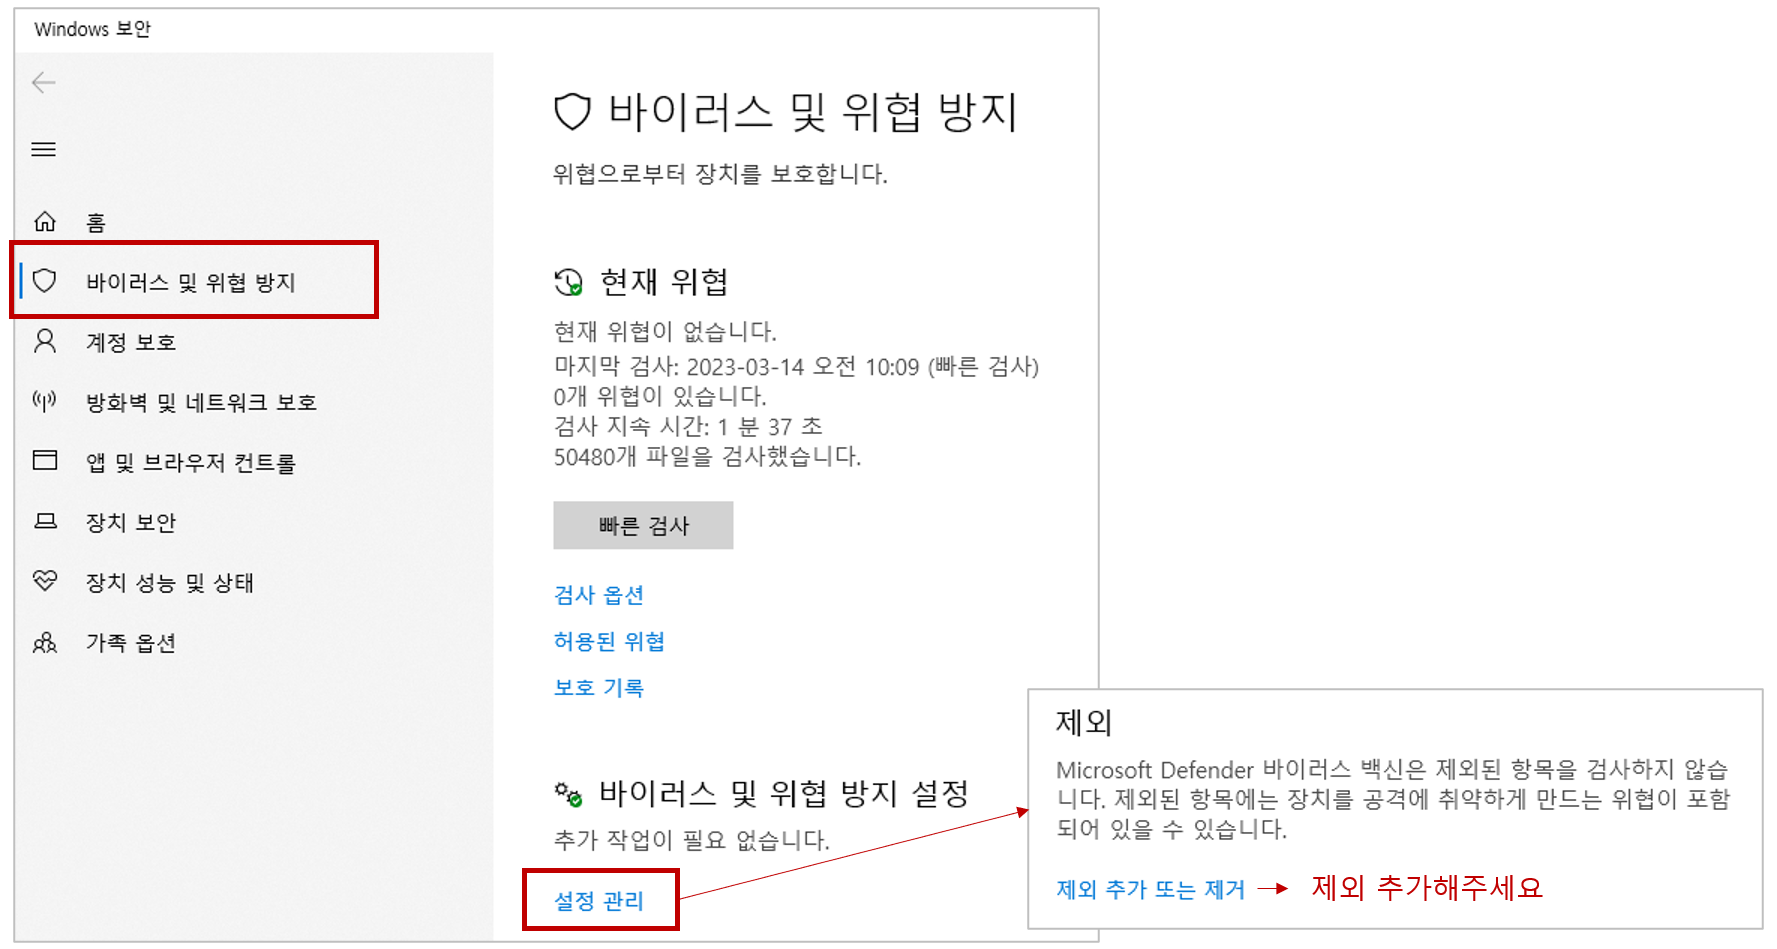 Windows 보안
홈
바이러스 및 위협 방지
계정 보호
방화벽 및 네트워크 보호
앱 및 브라우저 컨트롤
장치 보안
장치 성능 및 상태
가족 옵션
바이러스 및 위협 방지
위협으로부터 장치를 보호합니다.
현재 위협
현재 위협이 없습니다.
마지막 검사: 2023-03-14 오전 10:09 (빠른 검사)
0개 위협이 있습니다.
검사 지속 시간: 1 분 37 초
50480개 파일을 검사했습니다.
빠른 검사
검사 옵션
허용된 위협
보호 기록
바이러스 및 위협 방지 설정
추가 작업이 필요 없습니다.
설정 관리
제외
Microsoft Defender 바이러스 백신은 제외된 항목을 검사하지 않습
니다. 제외된 항목에는 장치를 공격에 취약하게 만드는 위협이 포함
되어 있을 수 있습니다.
제외 추가 또는 제거
제외 추가해주세요